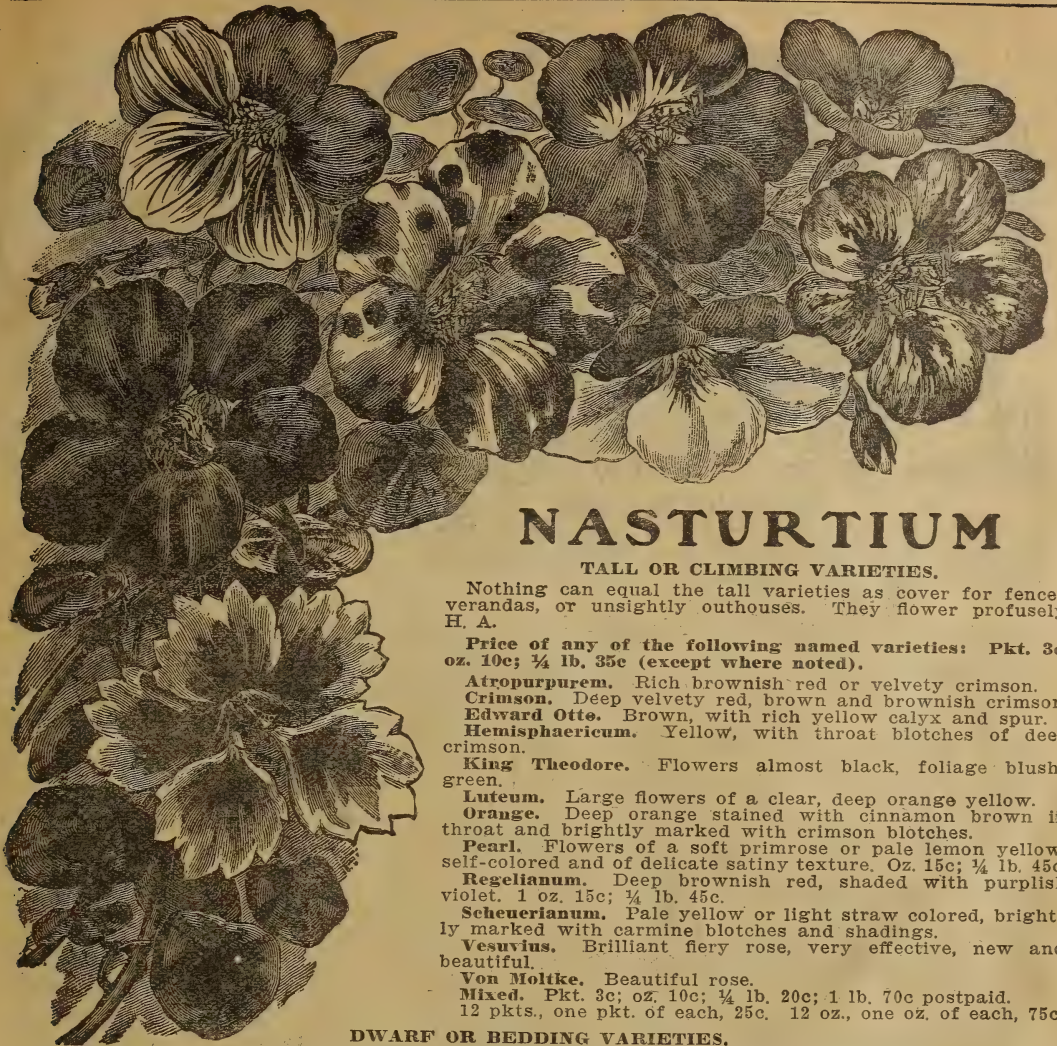 NASTURTIUM
TALL OR CLIMBING VARIETIES.
Nothing can equal the tall varieties as cover for fence
verandas, or unsightly outhouses. They flower profusel
H. A.
Price of any of the following named varieties: Pkt. 3c
oz. 10c; ¼ lb. 35c (except where noted).
Atropurpurem. Rich brownish red or velvety crimson.
Crimson. Deep velvety red, brown and brownish crimson
Edward Otto. Brown, with rich yellow calyx and spur.
Hemisphaericum. Yellow, with throat blotches of dee
crimson.
King Theodore. Flowers almost black, foliage blush
green.
Luteum. Large flowers of a clear, deep orange yellow.
Orange. Deep orange stained with cinnamon brown i
throat and brightly marked with crimson blotches.
Pearl. Flowers of a soft primrose or pale lemon yellow
self-colored and of delicate satiny texture. Oz. 15c; ¼ lb. 45c
Regelianum. Deep brownish red, shaded with purplis
violet. 1 oz. 15c; ¼ lb. 45c.
Scheuerianum. Pale yellow or light straw colored, bright-
ly marked with carmine blotches and shadings.
Vesuvius. Brilliant fiery rose, very effective, new and
beautiful.
Von Moltke. Beautiful rose.
Mixed. Pkt. 3c; oz. 10c; ¼ lb. 20c; 1 lb. 70c postpaid.
12 pkts., one pkt. of each, 25c. 12 oz., one oz. of each, 75c
DWARF OR BEDDING VARIETIES.